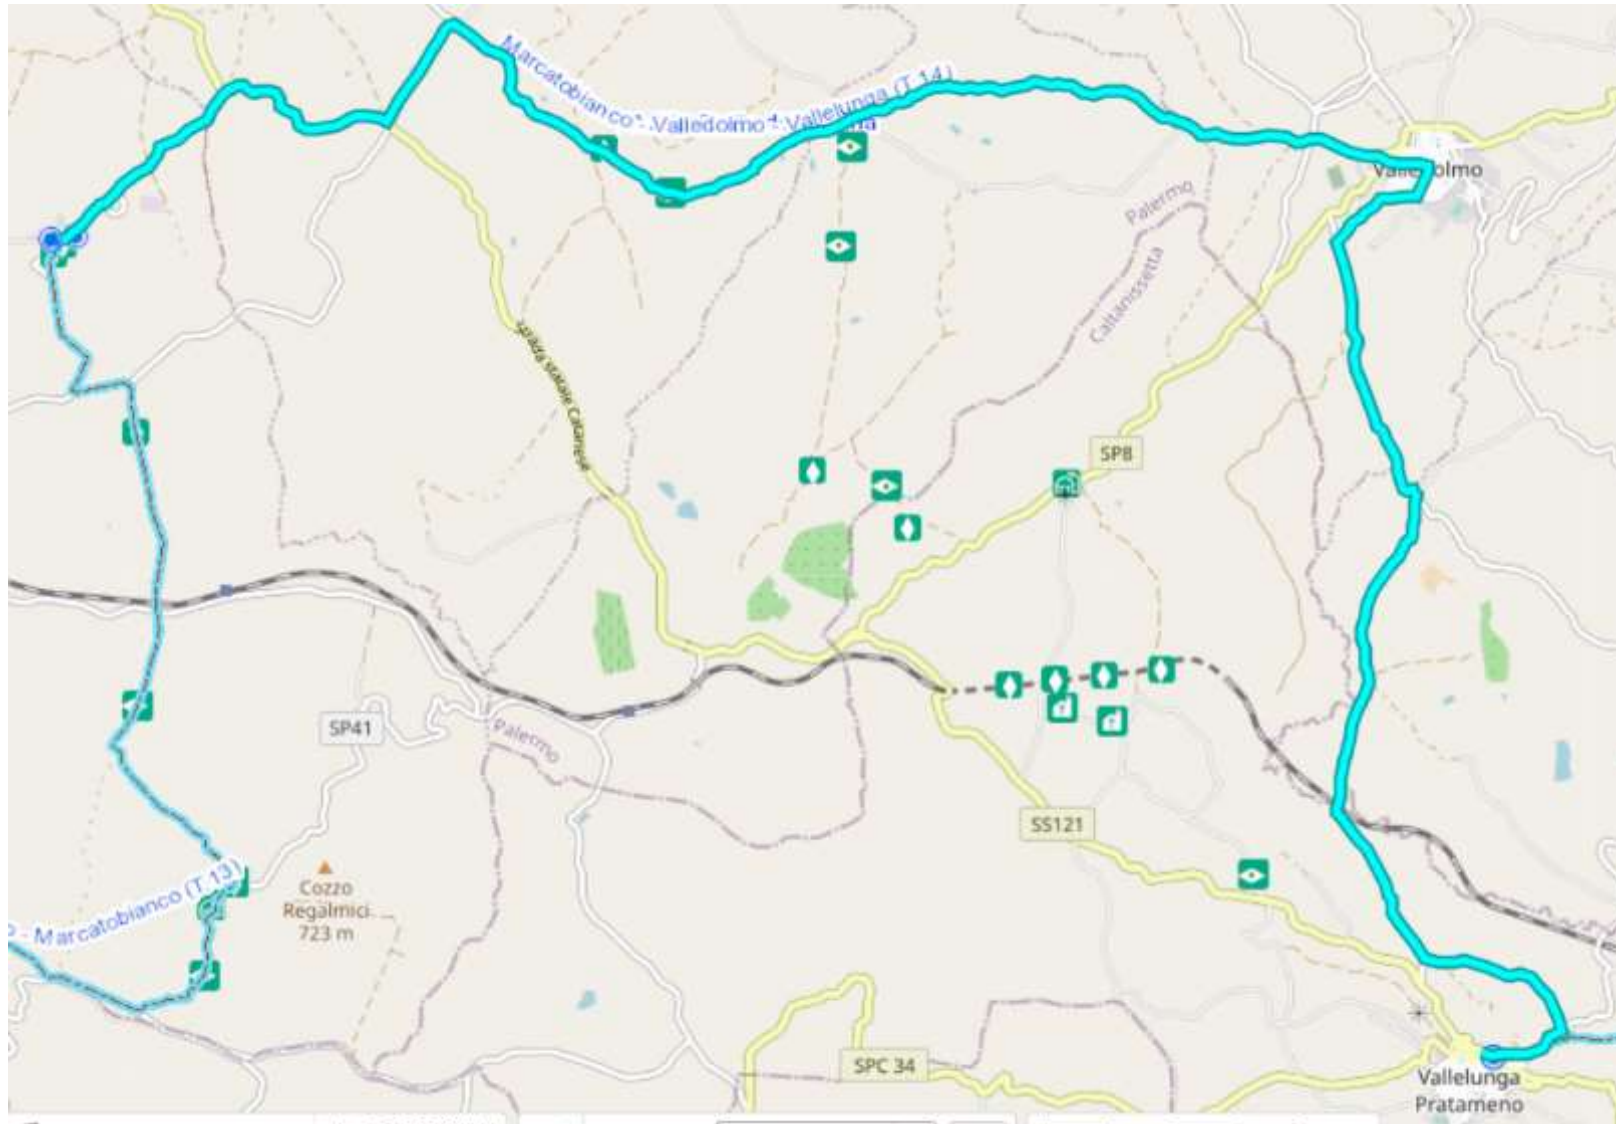 Marcatobianco - Valledolmo - Vallelunga (T.14)
Valledolmo
Palermo
Caltanissetta
strada statale Catanese
SP8
SP41
Palermo
SS121
- Marcatobianco (T.13)
Cozzo
Regalmici
723 m
SPC 34
Vallelunga
Pratameno